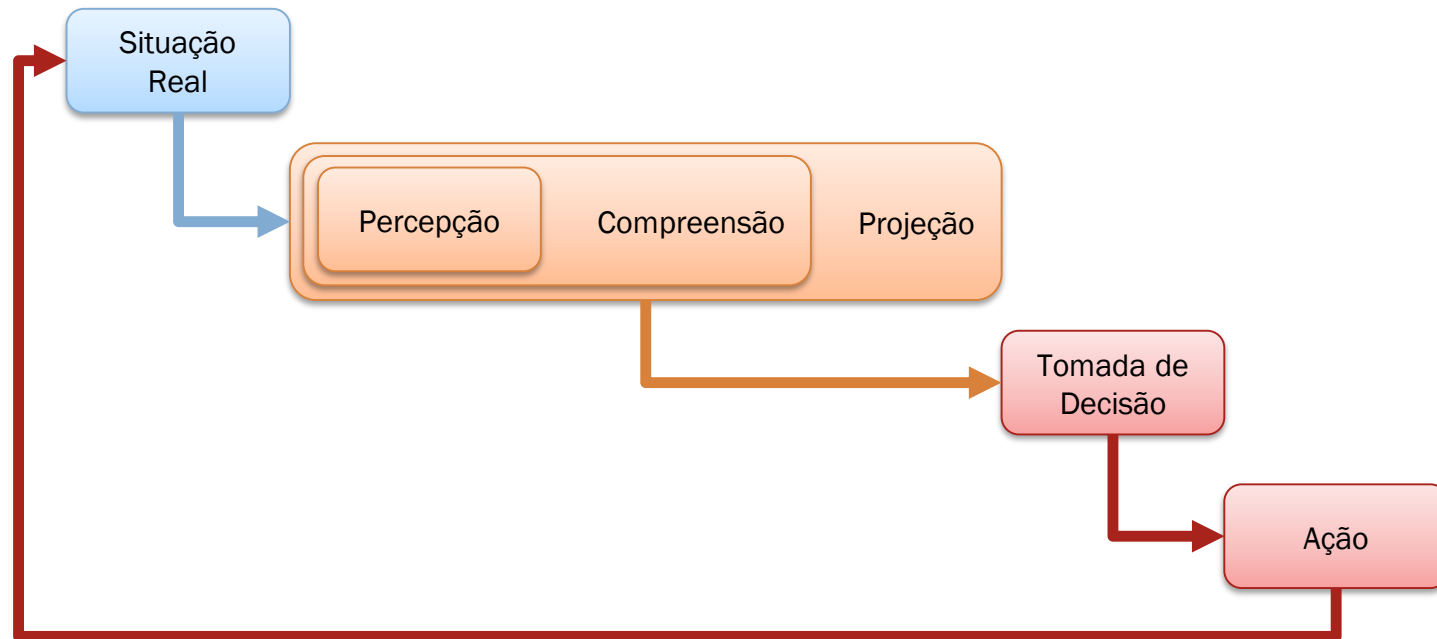 Situação
Real
Percepção
Compreensão
Projeção
Tomada de
Decisão
Ação